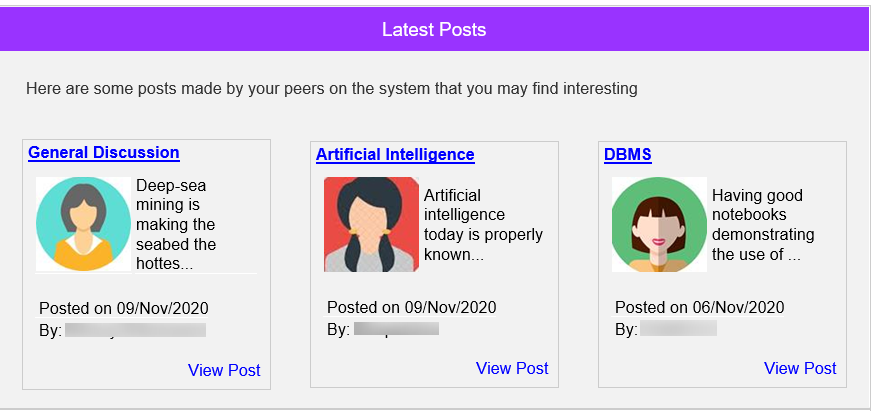 Latest Posts
Here are some posts made by your peers on the system that you may find interesting
General Discussion
Deep-sea
mining is
making the
seabed the
hottes...
Posted on 09/Nov/2020
By:
View Post
Artificial Intelligence
Artificial
intelligence
today is properly
known...
Posted on 09/Nov/2020
By:
View Post
DBMS
Having good
notebooks
demonstrating
the use of ...
Posted on 06/Nov/2020
By:
View Post